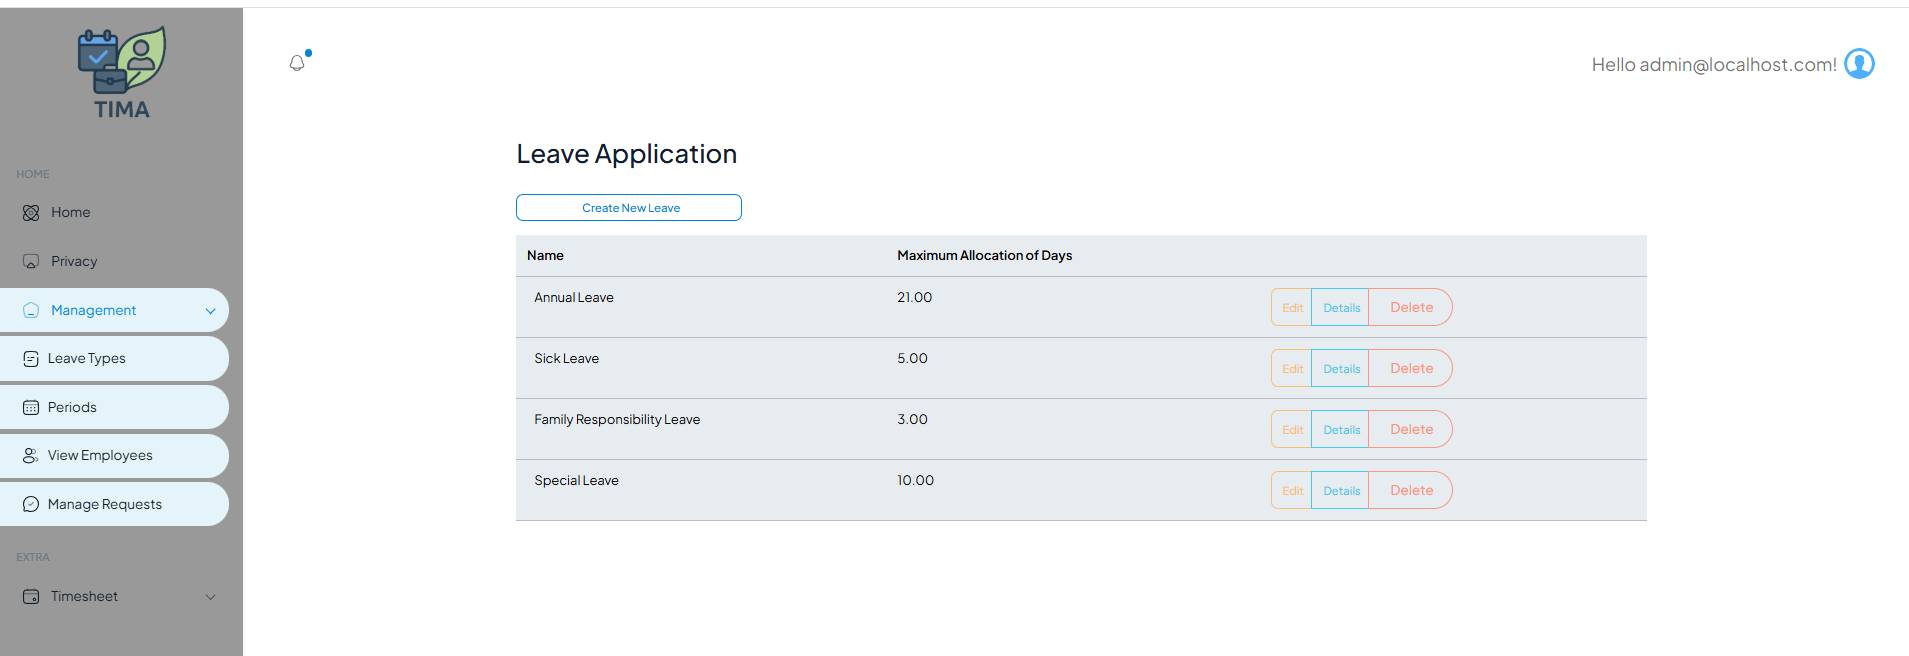 TIMA
HOME
Home
Privacy
Management
Leave Types
Periods
View Employees
Manage Requests
EXTRA
Timesheet
Hello admin@localhost.com!
Leave Application
Create New Leave
Name Maximum Allocation of Days
Annual Leave 21.00 Edit Details Delete
Sick Leave 5.00 Edit Details Delete
Family Responsibility Leave 3.00 Edit Details Delete
Special Leave 10.00 Edit Details Delete